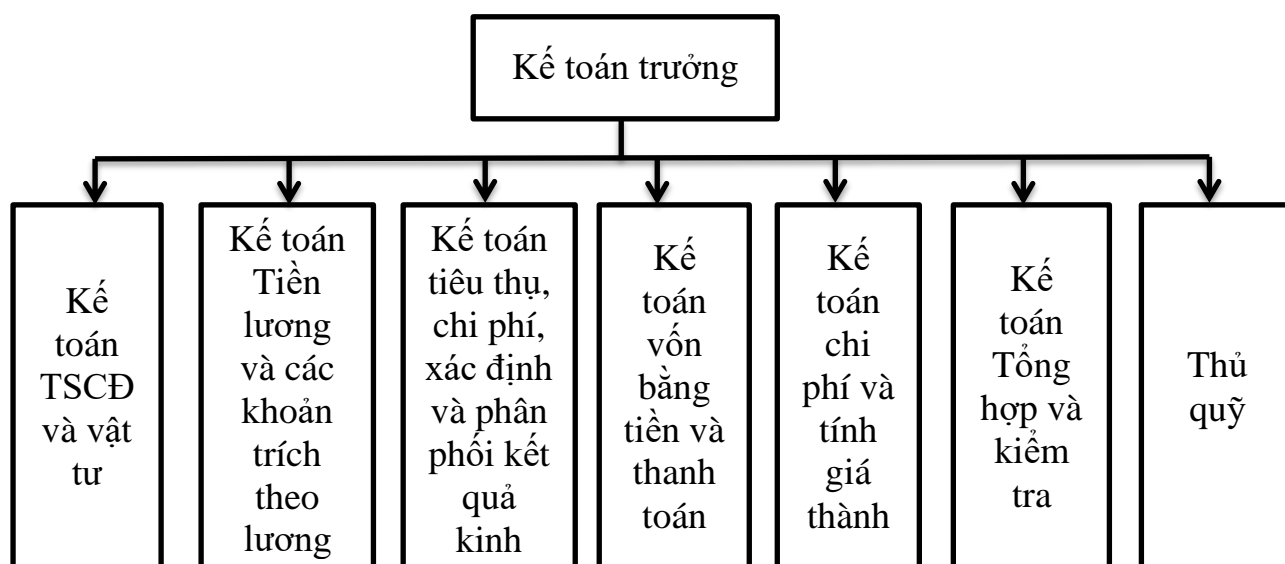 Kế toán trưởng
Kế
toán
TSCĐ
và vật
tư
Kế toán
Tiền
lương
và các
khoản
trích
theo
lương
Kế toán
tiêu thụ,
chi phí,
xác định
và phân
phối kết
quả
kinh
Kế
toán
vốn
bằng
tiền và
thanh
toán
Kế
toán
chi
phí và
tính
giá
thành
Kế
toán
Tổng
hợp và
kiểm
tra
Thủ
quỹ